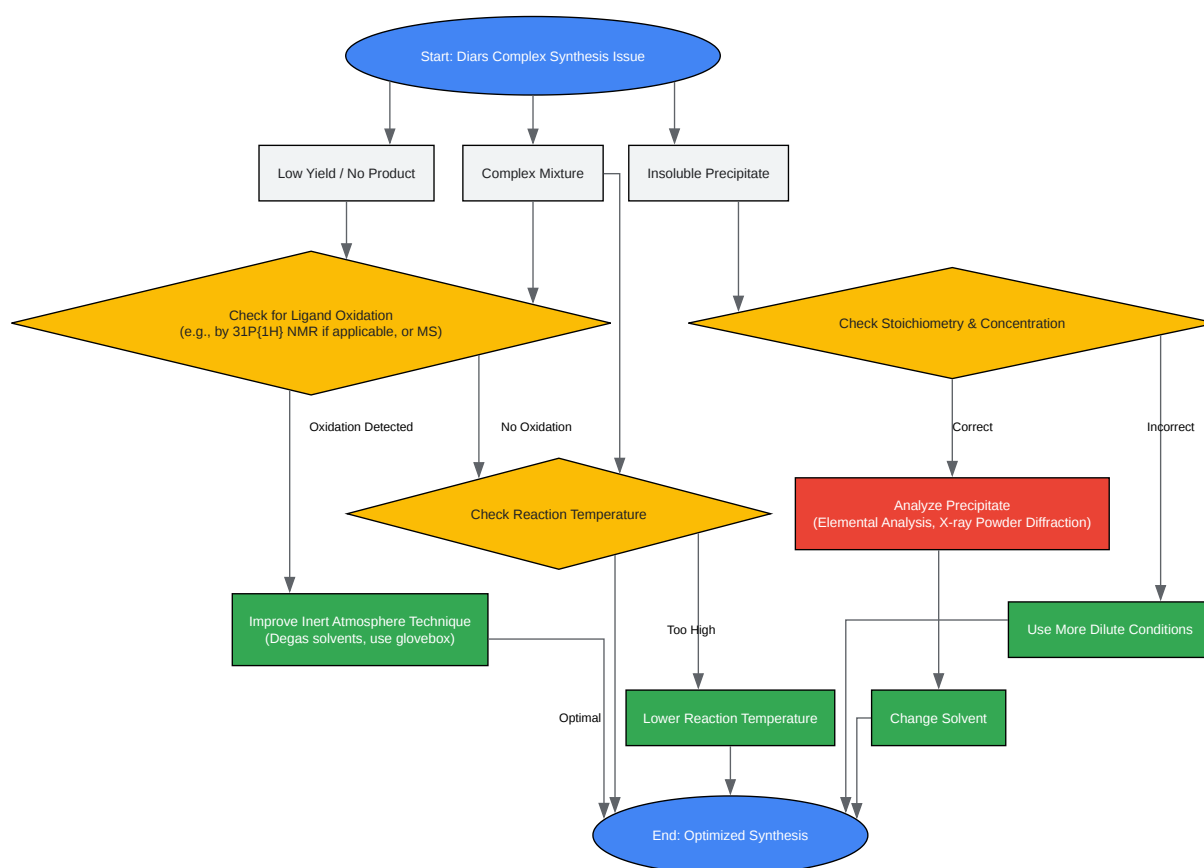 Start: Diars Complex Synthesis Issue
Low Yield / No Product
Complex Mixture
Insoluble Precipitate
Check for Ligand Oxidation
(e.g., by 31P{1H} NMR if applicable, or MS)
Check Stoichiometry & Concentration
Oxidation Detected
No Oxidation
Correct
Incorrect
Check Reaction Temperature
Analyze Precipitate
(Elemental Analysis, X-ray Powder Diffraction)
Improve Inert Atmosphere Technique
(Degas solvents, use glovebox)
Too High
Use More Dilute Conditions
Optimal
Lower Reaction Temperature
Change Solvent
End: Optimized Synthesis